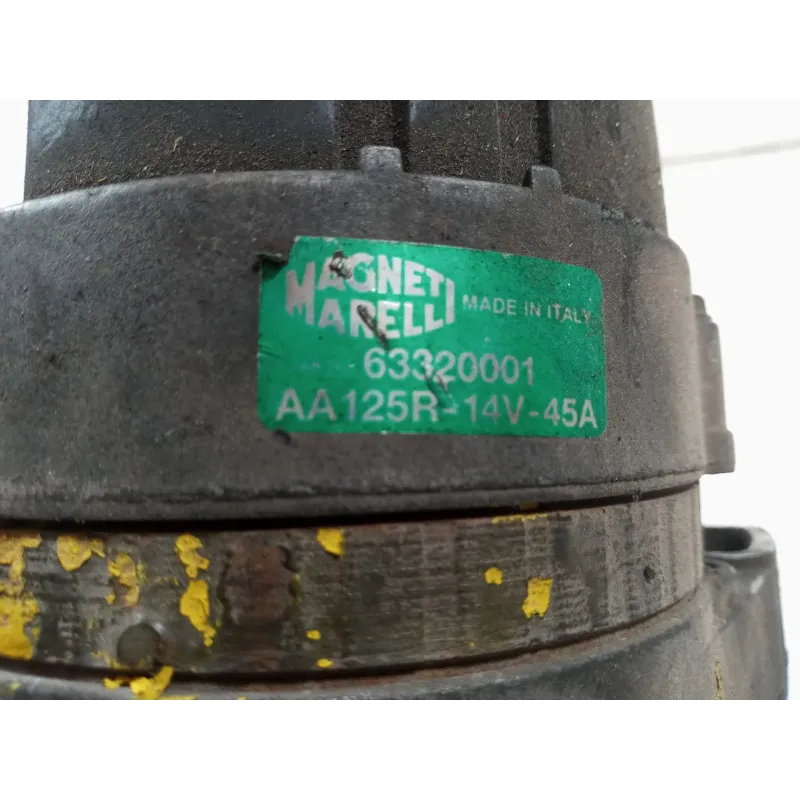 MAGNETI
MARELLI
MADE IN ITALY
63320001
AA125R-14V-45A